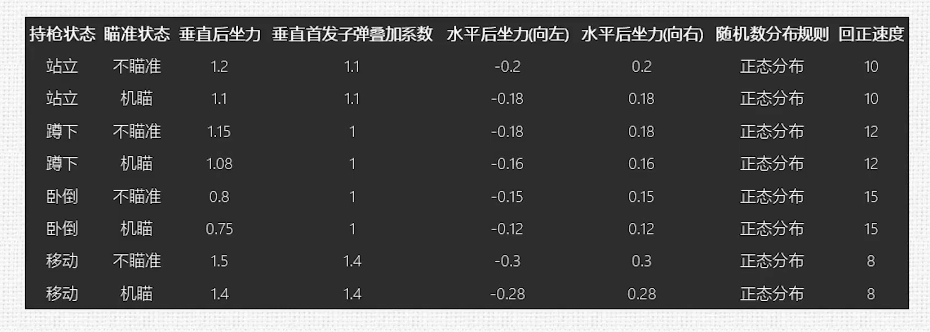 持枪状态 瞄准状态 垂直后坐力 垂直首发子弹叠加系数 水平后坐力(向左) 水平后坐力(向右) 随机数分布规则 回正速度
站立 不瞄准 1.2 1.1 -0.2 0.2 正态分布 10
站立 机瞄 1.1 1.1 -0.18 0.18 正态分布 10
蹲下 不瞄准 1.15 1 -0.18 0.18 正态分布 12
蹲下 机瞄 1.08 1 -0.16 0.16 正态分布 12
卧倒 不瞄准 0.8 1 -0.15 0.15 正态分布 15
卧倒 机瞄 0.75 1 -0.12 0.12 正态分布 15
移动 不瞄准 1.5 1.4 -0.3 0.3 正态分布 8
移动 机瞄 1.4 1.4 -0.28 0.28 正态分布 8